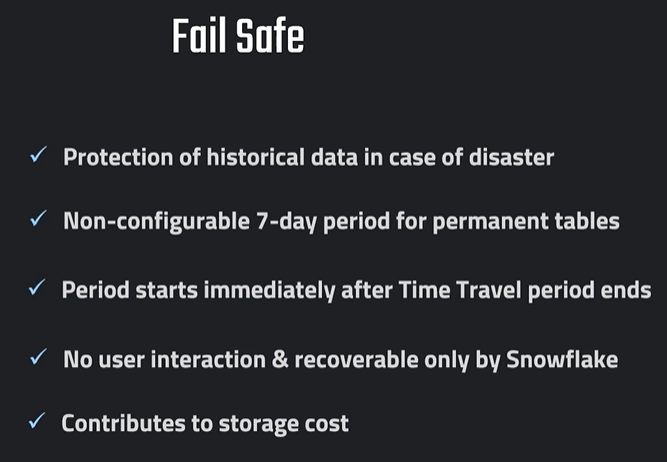 Fail Safe
✓ Protection of historical data in case of disaster
✓ Non-configurable 7-day period for permanent tables
✓ Period starts immediately after Time Travel period ends
✓ No user interaction & recoverable only by Snowflake
✓ Contributes to storage cost